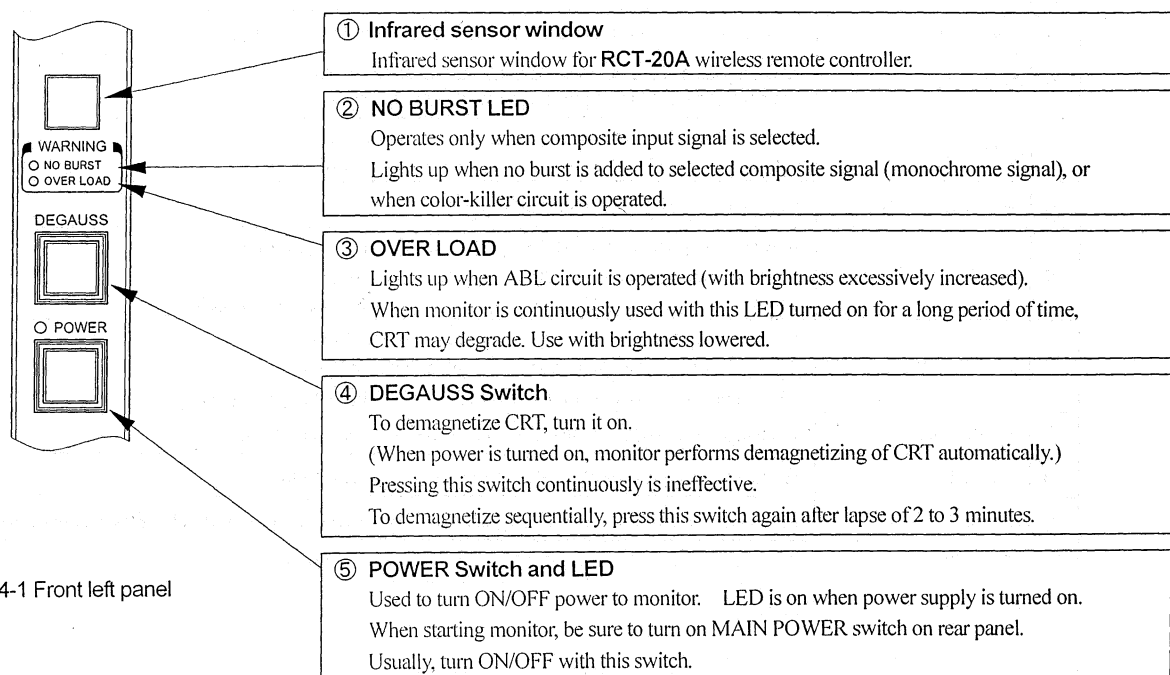 ① Infrared sensor window
Infrared sensor window for RCT-20A wireless remote controller.
② NO BURST LED
Operates only when composite input signal is selected.
Lights up when no burst is added to selected composite signal (monochrome signal), or
when color-killer circuit is operated.
③ OVER LOAD
Lights up when ABL circuit is operated (with brightness excessively increased).
When monitor is continuously used with this LED turned on for a long period of time,
CRT may degrade. Use with brightness lowered.
④ DEGAUSS Switch
To demagnetize CRT, turn it on.
(When power is turned on, monitor performs demagnetizing of CRT automatically.)
Pressing this switch continuously is ineffective.
To demagnetize sequentially, press this switch again after lapse of 2 to 3 minutes.
⑤ POWER Switch and LED
Used to turn ON/OFF power to monitor. LED is on when power supply is turned on.
When starting monitor, be sure to turn on MAIN POWER switch on rear panel.
Usually, turn ON/OFF with this switch.
WARNING
NO BURST
OVER LOAD
DEGAUSS
POWER
4-1 Front left panel